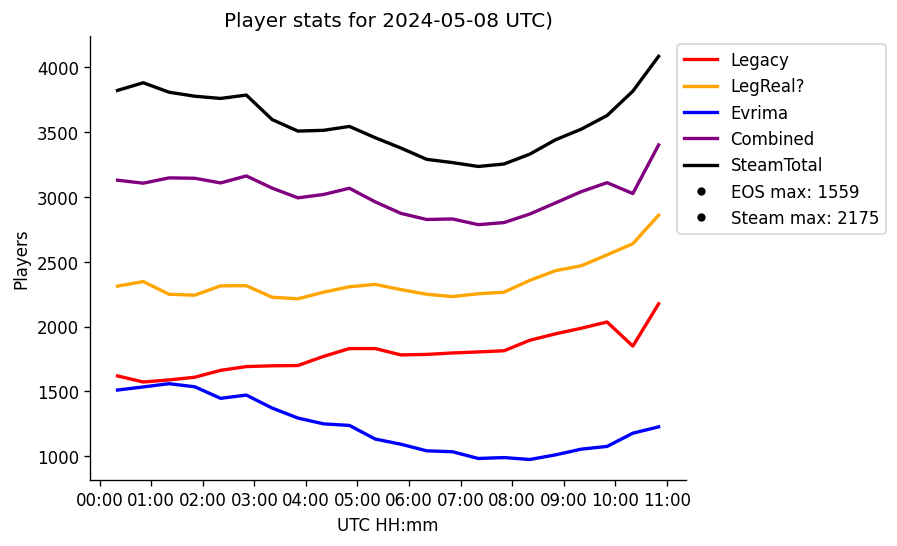 Player stats for 2024-05-08 UTC)
Players
4000
3500
3000
2500
2000
1500
1000
00:00 01:00 02:00 03:00 04:00 05:00 06:00 07:00 08:00 09:00 10:00 11:00
UTC HH:mm
Legacy
LegReal?
Evrima
Combined
SteamTotal
EOS max: 1559
Steam max: 2175